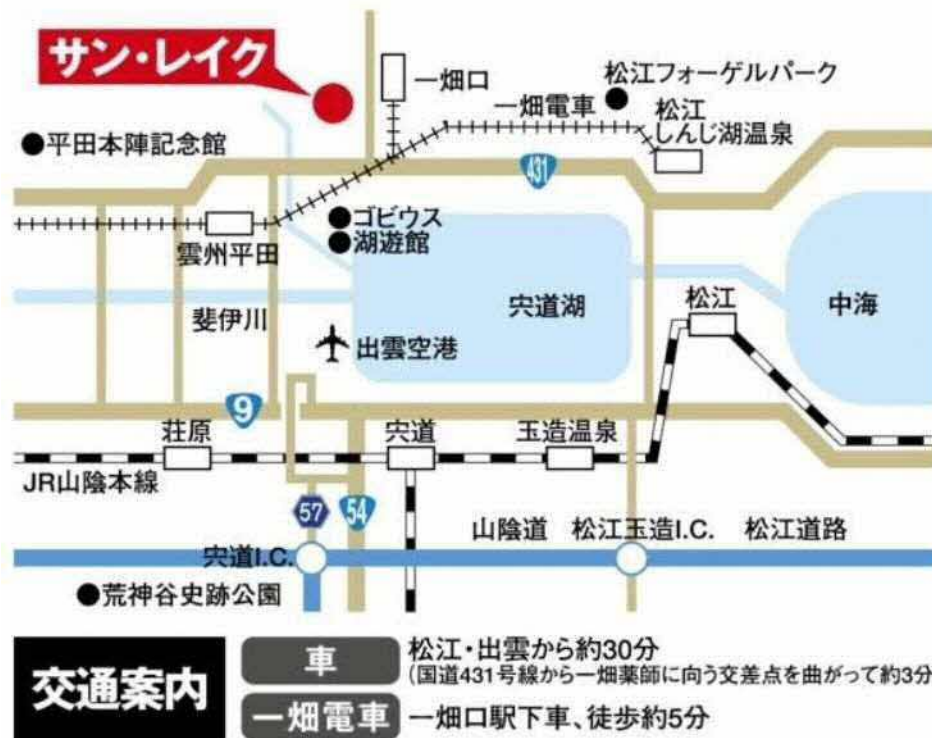 サン・レイク
一畑口
松江フォーゲルパーク
一畑電車
松江
しんじ湖温泉
●平田本陣記念館
431
●ゴビウス
●湖遊館
雲州平田
宍道湖
松江
中海
斐伊川
出雲空港
9
荘原
宍道
玉造温泉
JR山陰本線
57
54
山陰道
松江玉造I.C.
松江道路
宍道I.C.
●荒神谷史跡公園
交通案内
車
松江・出雲から約30分
(国道431号線から一畑薬師に向う交差点を曲がって約3分
一畑電車
一畑口駅下車、徒歩約5分